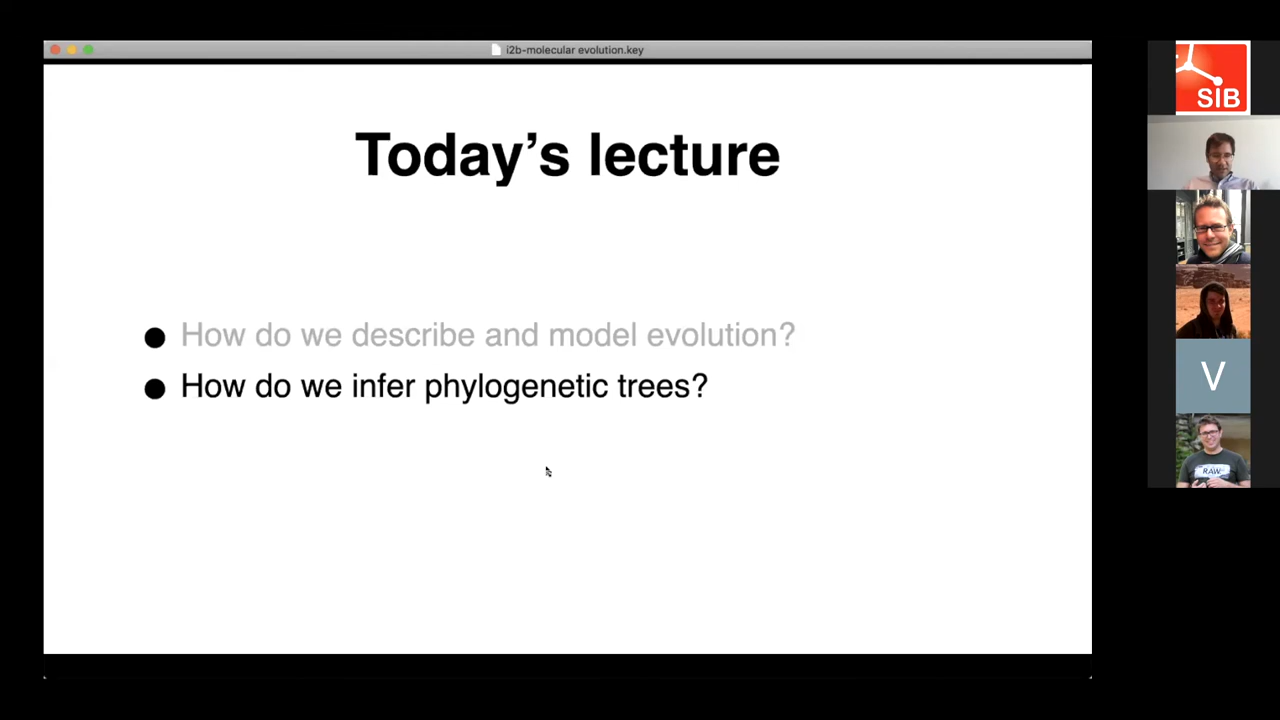 i2b-molecular evolution.key
Today's lecture
How do we describe and model evolution?
How do we infer phylogenetic trees?
SIB
V
RAW